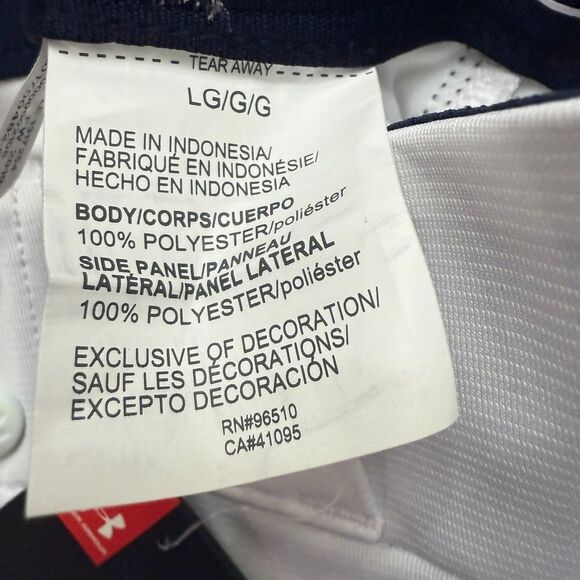 TEAR AWAY
LG/G/G
MADE IN INDONESIA/
FABRIQUÉ EN INDONÉSIE/
HECHO EN INDONESIA
BODY/CORPS/CUERPO
100% POLYESTER/poliéster
SIDE PANEL/PANNEAU
LATÉRAL/PANEL LATERAL
100% POLYESTER/poliéster
EXCLUSIVE OF DECORATION/
SAUF LES DÉCORATIONS/
EXCEPTO DECORACIÓN
RN#96510
CA#41095